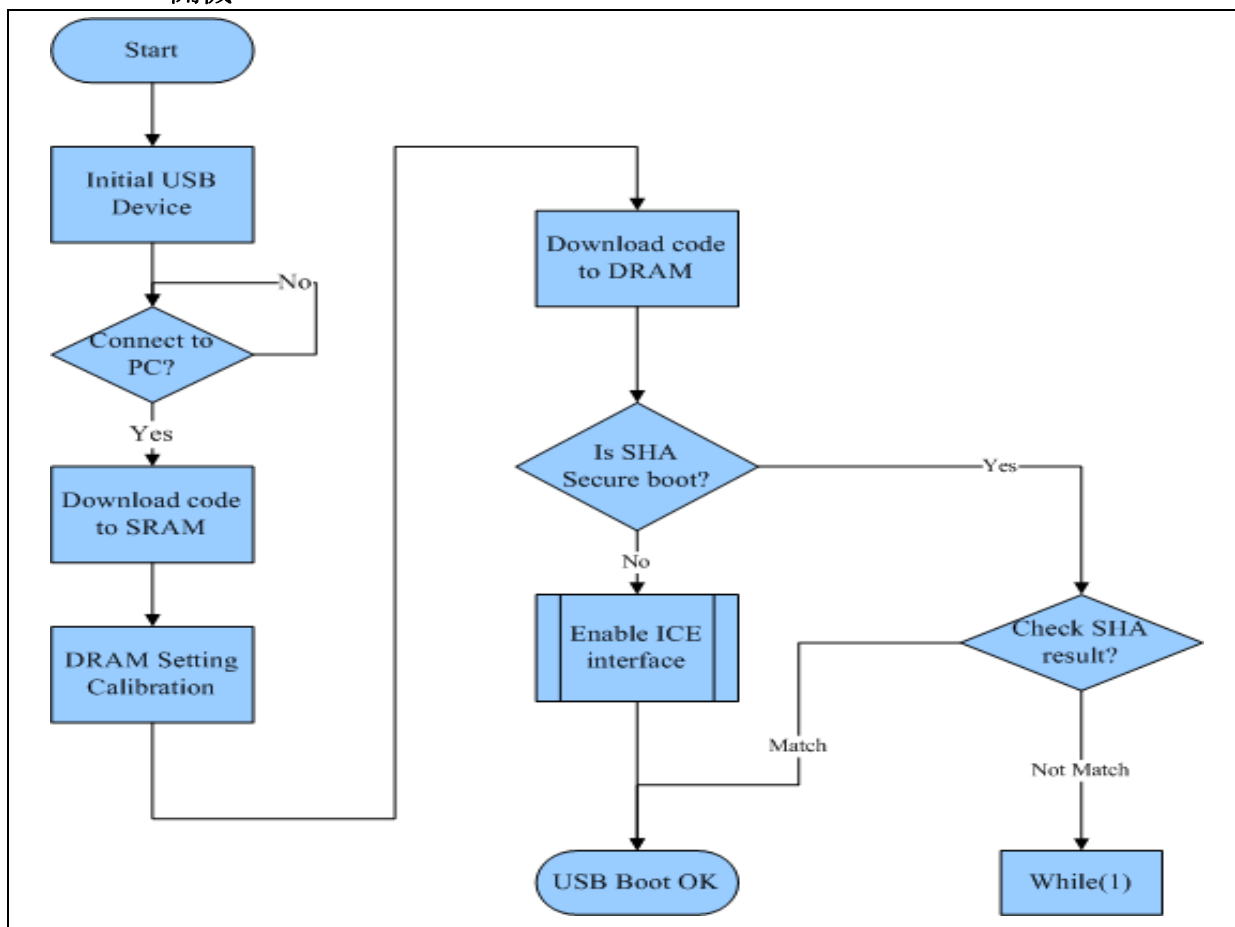 Start
Initial USB
Device
No
Connect to
PC?
Yes
Download code
to SRAM
DRAM Setting
Calibration
Download code
to DRAM
Is SHA
Secure boot?
Yes
No
Enable ICE
interface
Check SHA
result?
Match
Not Match
USB Boot OK
While(1)